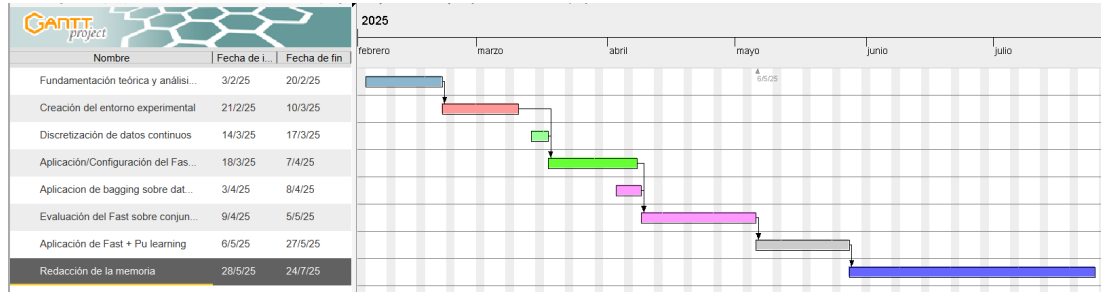 GANTT
project
2025
febrero marzo abril mayo junio julio
Nombre Fecha de i... Fecha de fin
6/5/25
Fundamentación teórica y análisi... 3/2/25 20/2/25
Creación del entorno experimental 21/2/25 10/3/25
Discretización de datos continuos 14/3/25 17/3/25
Aplicación/Configuración del Fas... 18/3/25 7/4/25
Aplicacion de bagging sobre dat... 3/4/25 8/4/25
Evaluación del Fast sobre conjun... 9/4/25 5/5/25
Aplicación de Fast + Pu learning 6/5/25 27/5/25
Redacción de la memoria 28/5/25 24/7/25